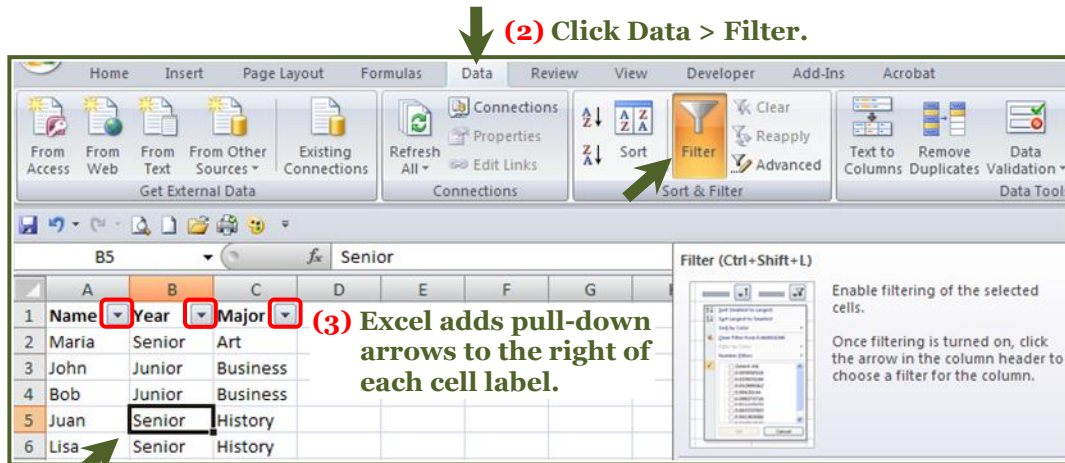 (2) Click Data > Filter.
Home Insert Page Layout Formulas Data Review View Developer Add-Ins Acrobat
From Access
From Web
From Text
From Other Sources
Existing Connections
Get External Data
Refresh All
Connections
Properties
Edit Links
Connections
Sort
Filter
Clear
Reapply
Advanced
Sort & Filter
Text to Columns
Remove Duplicates
Data Validation
Data Tool
B5 fx Senior
A B C D E F G
1 Name Year Major
2 Maria Senior Art
3 John Junior Business
4 Bob Junior Business
5 Juan Senior History
6 Lisa Senior History
(3) Excel adds pull-down
arrows to the right of
each cell label.
Filter (Ctrl+Shift+L)
Enable filtering of the selected
cells.
Once filtering is turned on, click
the arrow in the column header to
choose a filter for the column.